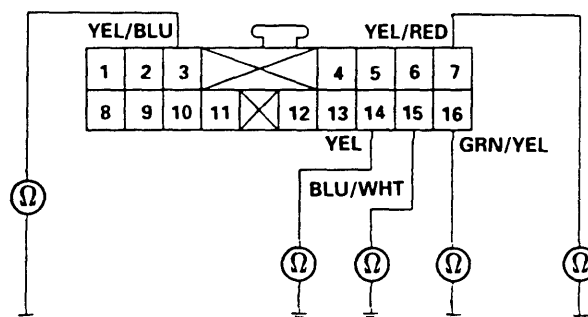 YEL/BLU YEL/RED
1 2 3 4 5 6 7
8 9 10 11 12 13 14 15 16
YEL GRN/YEL
BLU/WHT
Ω
Ω Ω Ω Ω